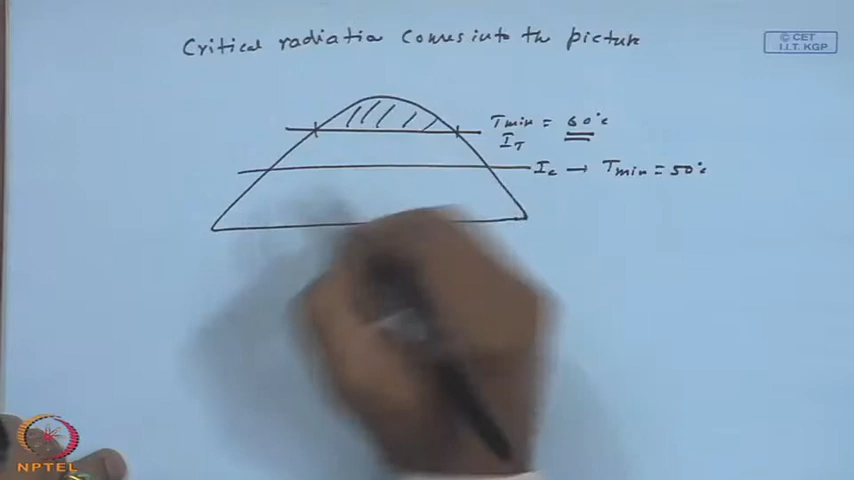 Critical radiation comes into the picture
© CET
I.I.T. KGP
Tmin = 60°c
IT
Ic → Tmin = 50°c
NPTEL